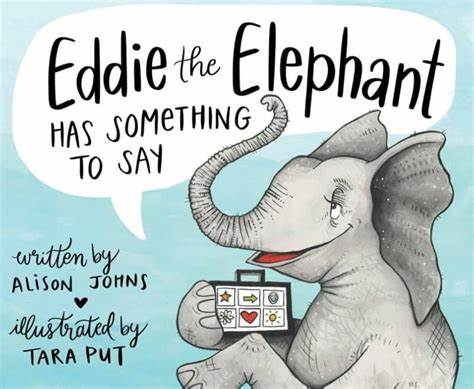 Eddie the Elephant
HAS SOMETHING
TO SAY
written by
ALISON JOHNS
illustrated by
TARA PUT